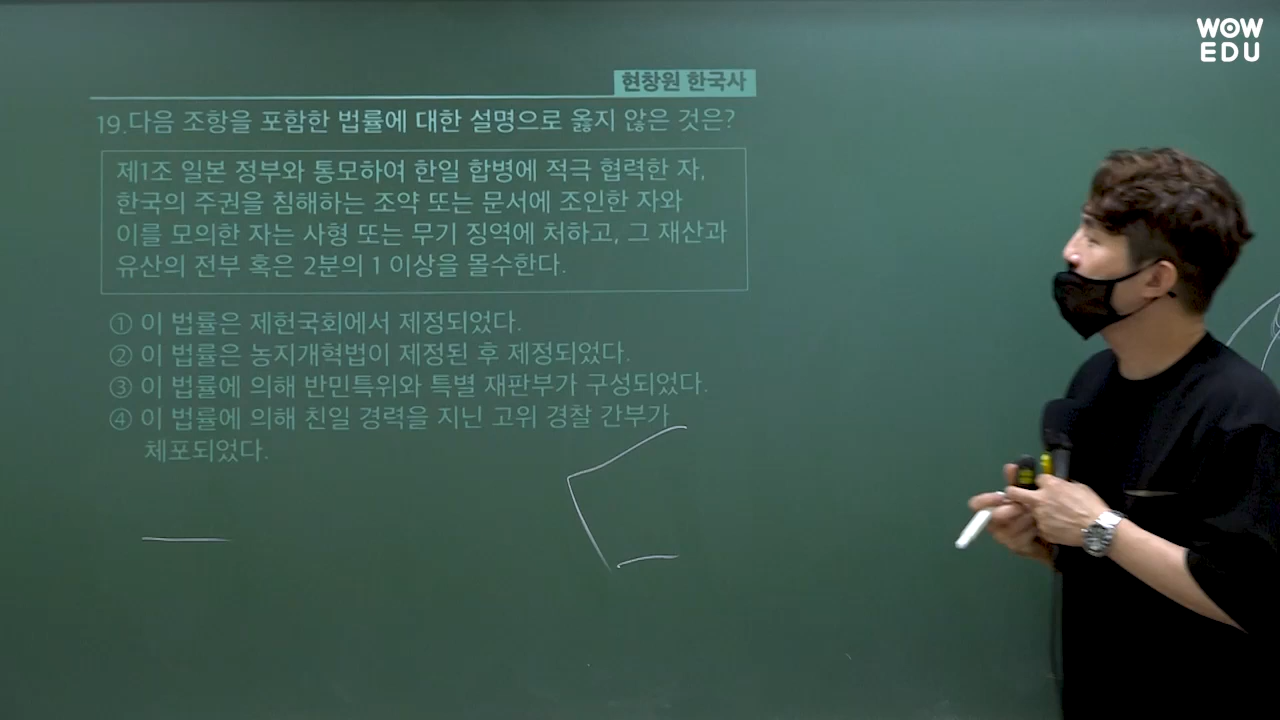 WOW
EDU
현창원 한국사
19.다음 조항을 포함한 법률에 대한 설명으로 옳지 않은 것은?
제1조 일본 정부와 통모하여 한일 합병에 적극 협력한 자,
한국의 주권을 침해하는 조약 또는 문서에 조인한 자와
이를 모의한 자는 사형 또는 무기 징역에 처하고, 그 재산과
유산의 전부 혹은 2분의 1 이상을 몰수한다.
① 이 법률은 제헌국회에서 제정되었다.
② 이 법률은 농지개혁법이 제정된 후 제정되었다.
③ 이 법률에 의해 반민특위와 특별 재판부가 구성되었다.
④ 이 법률에 의해 친일 경력을 지닌 고위 경찰 간부가
체포되었다.